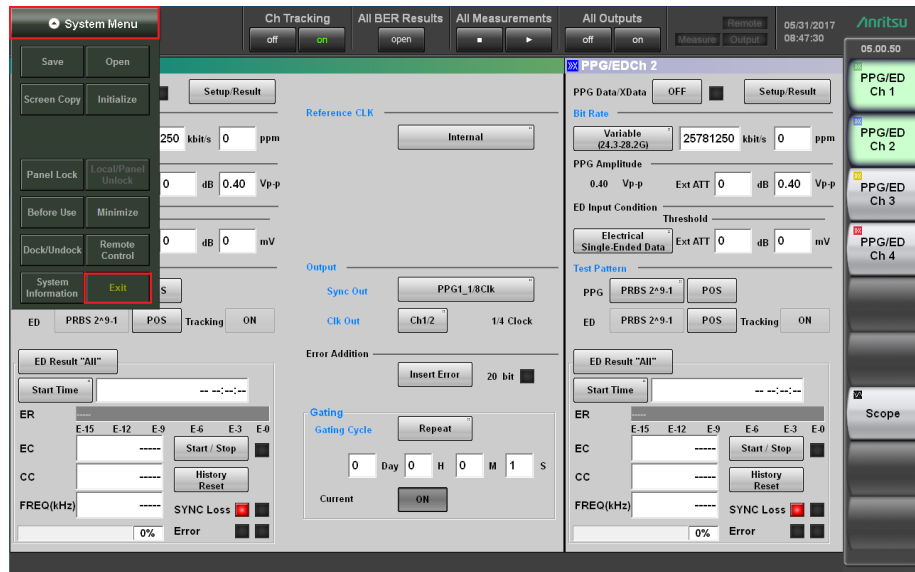 System Menu
Ch Tracking
All BER Results
All Measurements
All Outputs
off
on
open
off
on
Remote
Measure
Output
05/31/2017
08:47:30
Anritsu
05.00.50
Save
Open
Screen Copy
Initialize
Panel Lock
Local/Panel
Unlock
Before Use
Minimize
Dock/Undock
Remote
Control
System
Information
Exit
Setup/Result
250 kbit/s 0 ppm
0 dB 0.40 Vp-p
0 dB 0 mV
S
ED PRBS 2^9-1 POS Tracking ON
ED Result "All"
Start Time -- --:--:--
ER ----
E-15 E-12 E-9 E-6 E-3 E-0
EC ----- Start / Stop
CC ----- History
Reset
FREQ(kHz) ----- SYNC Loss
0% Error
Reference CLK
Internal
Output
Sync Out PPG1_1/8Clk
Clk Out Ch1/2 1/4 Clock
Error Addition
Insert Error 20 bit
Gating
Gating Cycle Repeat
0 Day 0 H 0 M 1 S
Current ON
PPG/EDCh 2
PPG Data/XData OFF Setup/Result
Bit Rate
Variable
(24.3-28.2G)
25781250 kbit/s 0 ppm
PPG Amplitude
0.40 Vp-p Ext ATT 0 dB 0.40 Vp-p
ED Input Condition
Threshold
Electrical
Single-Ended Data
Ext ATT 0 dB 0 mV
Test Pattern
PPG PRBS 2^9-1 POS
ED PRBS 2^9-1 POS Tracking ON
ED Result "All"
Start Time -- --:--:--
ER ----
E-15 E-12 E-9 E-6 E-3 E-0
EC ----- Start / Stop
CC ----- History
Reset
FREQ(kHz) ----- SYNC Loss
0% Error
PPG/ED
Ch 1
PPG/ED
Ch 2
PPG/ED
Ch 3
PPG/ED
Ch 4
Scope